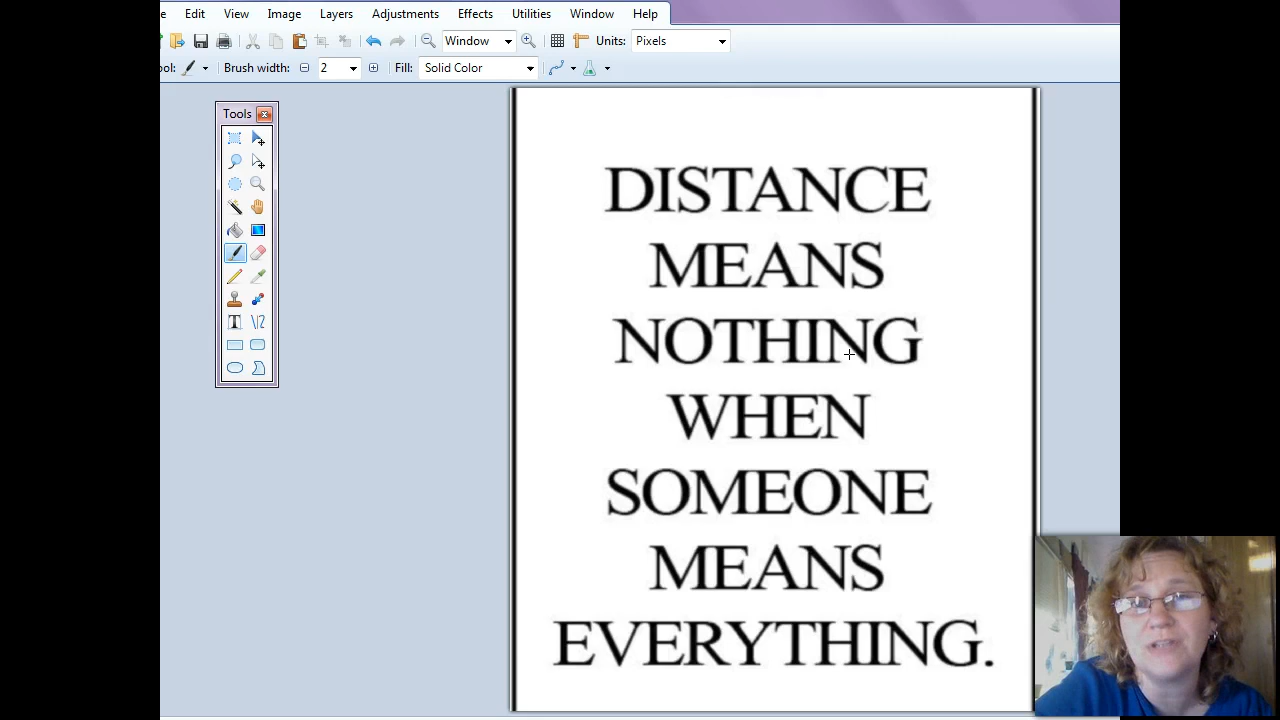 Edit View Image Layers Adjustments Effects Utilities Window Help
Window Units: Pixels
Brush width: 2 Fill: Solid Color
Tools
DISTANCE
MEANS
NOTHING
WHEN
SOMEONE
MEANS
EVERYTHING.